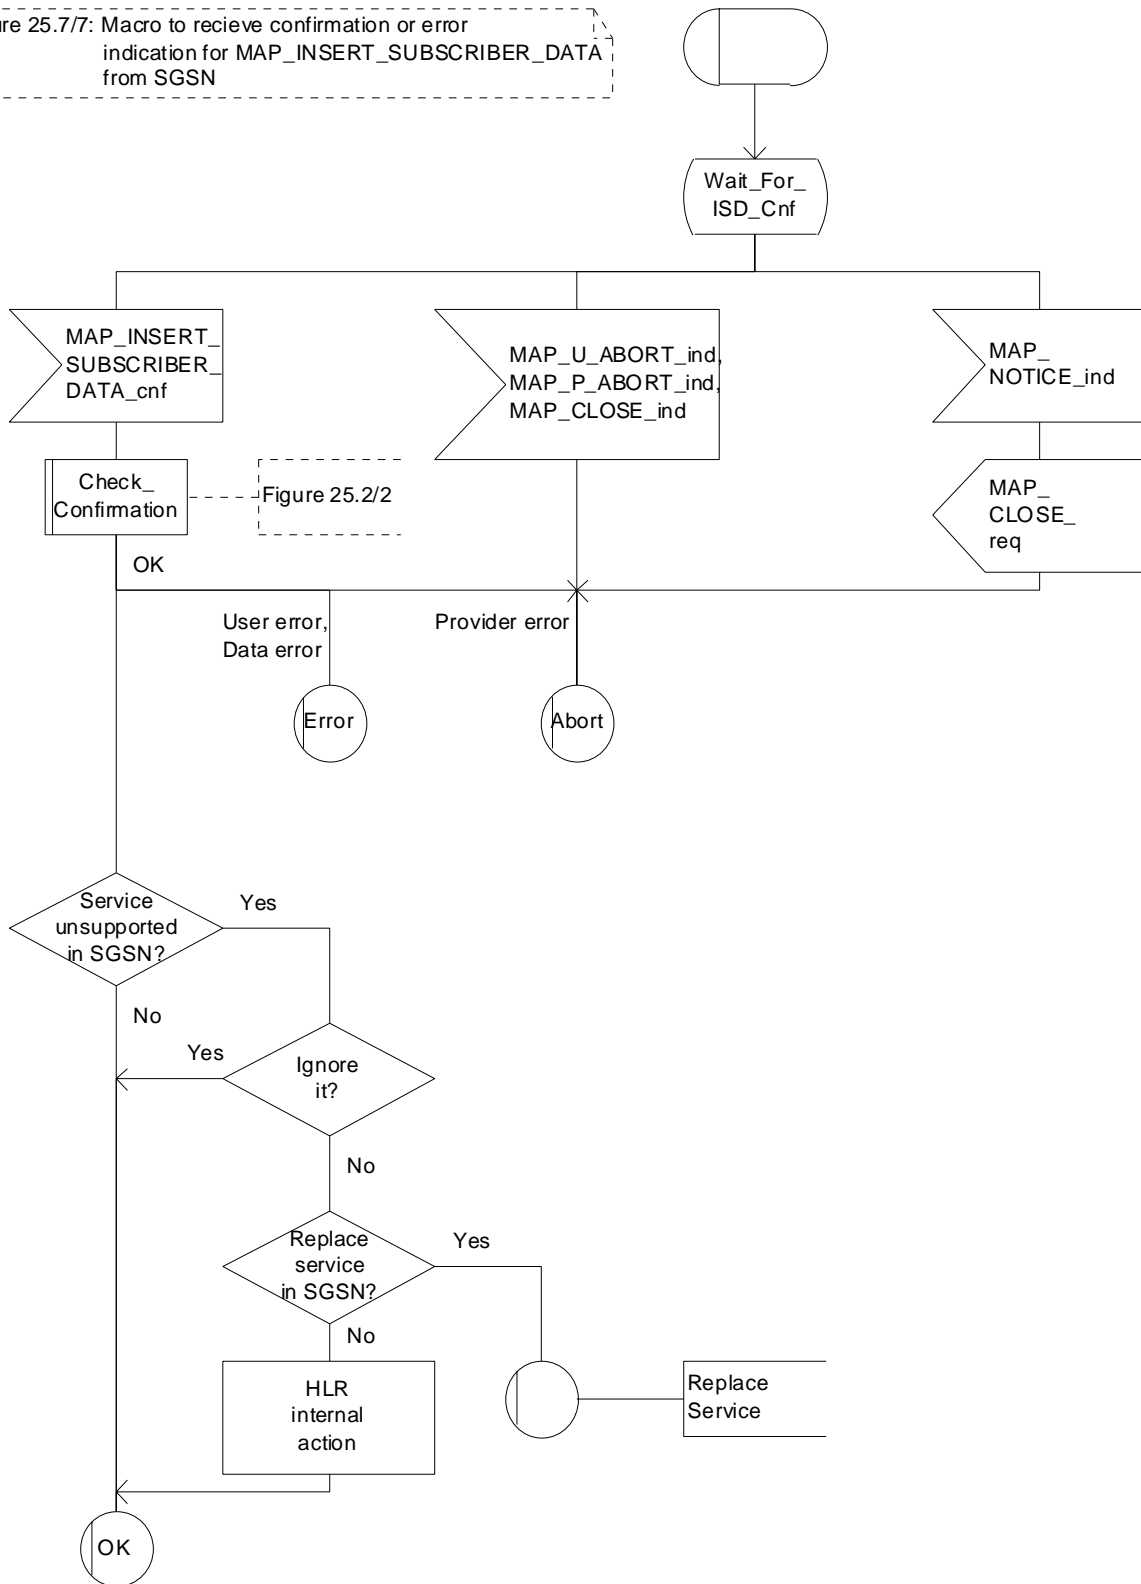 25.7/7: Macro to recieve confirmation or error
indication for MAP_INSERT_SUBSCRIBER_DATA
from SGSN
Wait_For_
ISD_Cnf
MAP_INSERT_
SUBSCRIBER_
DATA_cnf
MAP_U_ABORT_ind,
MAP_P_ABORT_ind,
MAP_CLOSE_ind
MAP_
NOTICE_ind
Check_
Confirmation
Figure 25.2/2
MAP_
CLOSE_
req
OK
User error,
Data error
Provider error
Error
Abort
Service
unsupported
in SGSN?
Yes
No
Yes
Ignore
it?
No
Replace
service
in SGSN?
Yes
No
HLR
internal
action
Replace
Service
OK